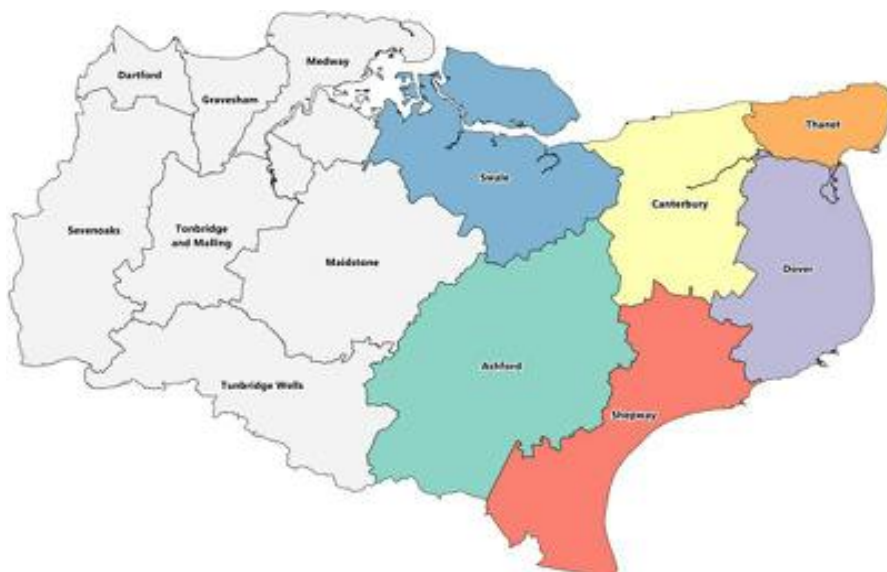 Medway
Dartford
Gravesham
Thanet
Swale
Canterbury
Sevenoaks
Tonbridge
and Malling
Maidstone
Dover
Ashford
Tunbridge Wells
Shepway